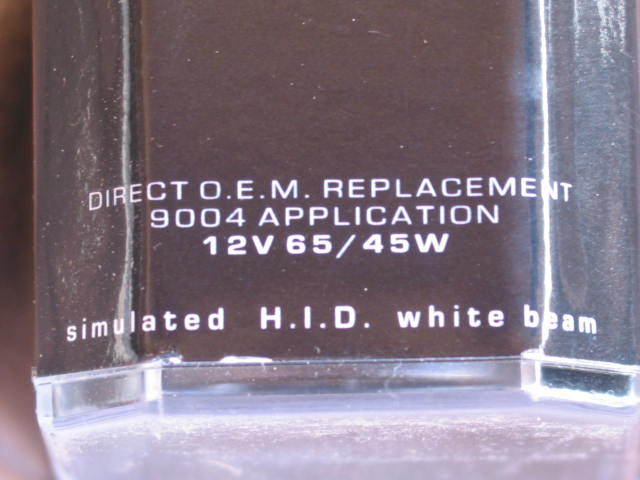 DIRECT O.E.M. REPLACEMENT
9004 APPLICATION
12V 65/45W
simulated H.I.D. white beam